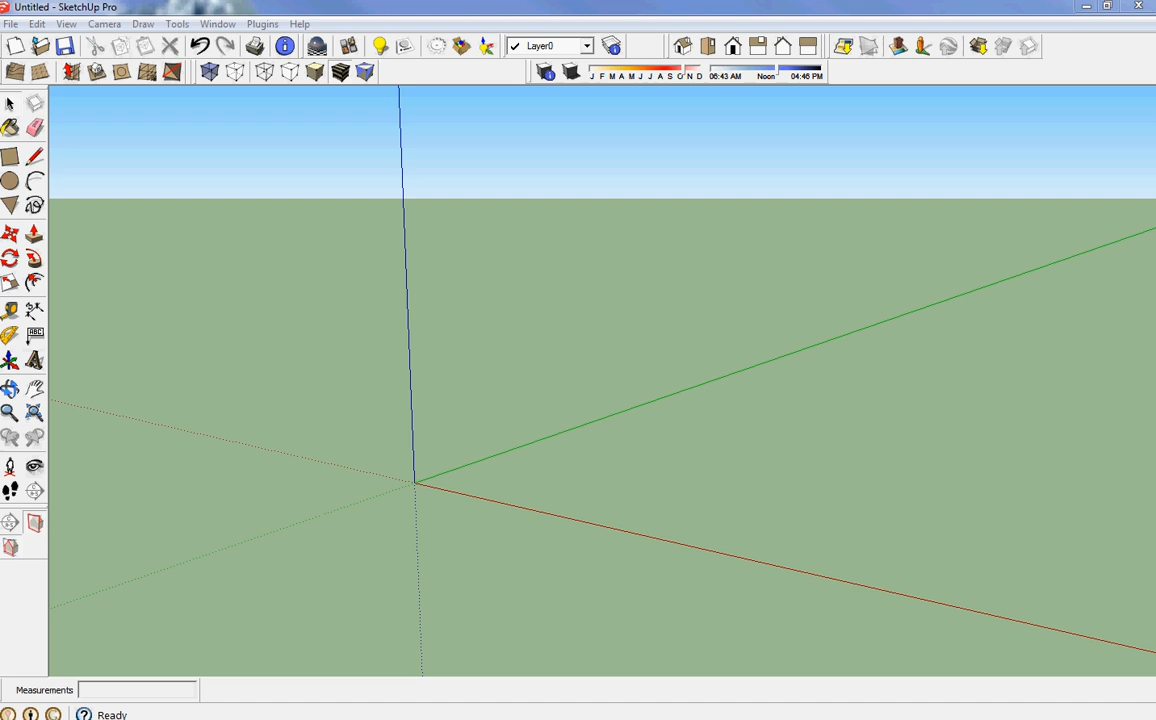 Untitled - SketchUp Pro
File Edit View Camera Draw Tools Window Plugins Help
Layer0
J F M A M J J A S O N D 06:43 AM Noon 04:46 PM
ABC
Measurements
Ready